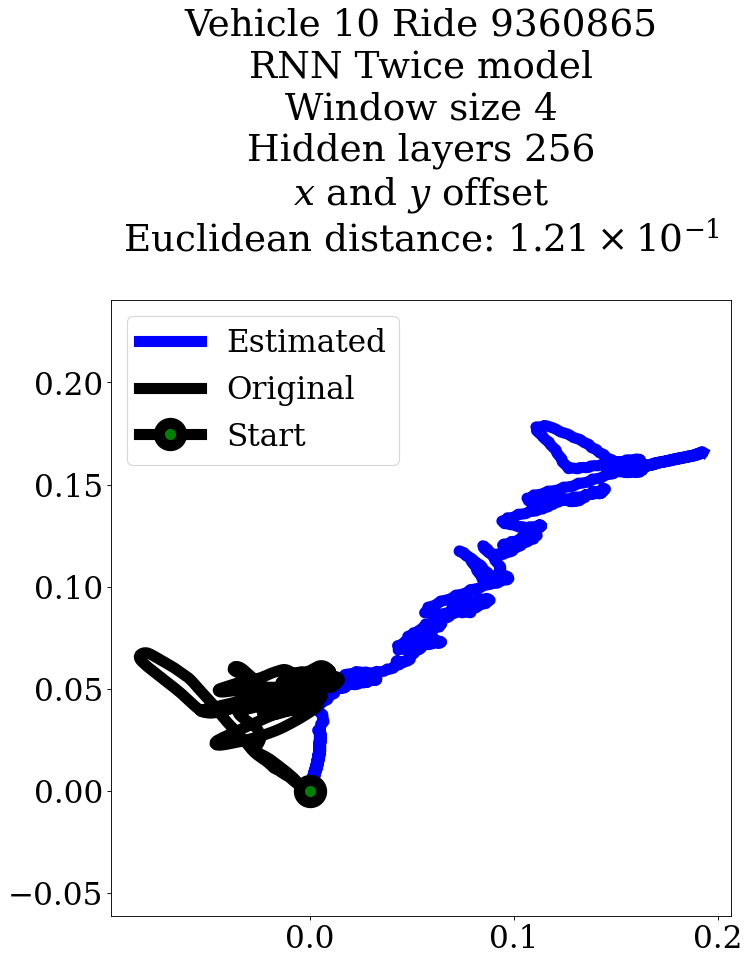 Vehicle 10 Ride 9360865
RNN Twice model
Window size 4
Hidden layers 256
x and y offset
Euclidean distance: 1.21 × 10⁻¹
Estimated
Original
Start
0.20
0.15
0.10
0.05
0.00
−0.05
0.0
0.1
0.2